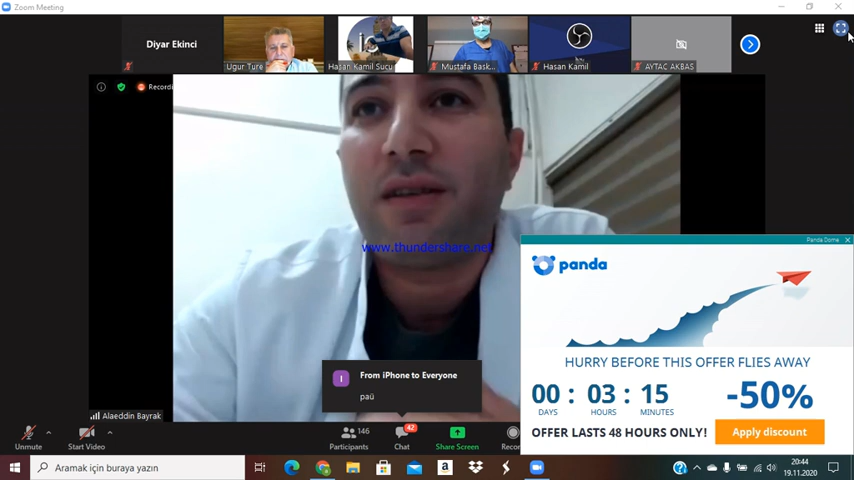 Zoom Meeting
Diyar Ekinci
Ugur Ture
Hasan Kamil Sucu
Mustafa Bask...
Hasan Kamil
AYTAC AKBAS
Recordi
www.thundershare.net
Panda Dome
panda
HURRY BEFORE THIS OFFER FLIES AWAY
00 : 03 : 15
DAYS HOURS MINUTES
-50%
OFFER LASTS 48 HOURS ONLY!
Apply discount
From iPhone to Everyone
paü
Alaeddin Bayrak
Unmute
Start Video
146
Participants
42
Chat
Share Screen
Recor
Aramak için buraya yazın
20:44
19.11.2020